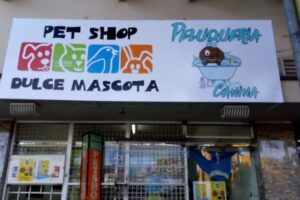 PET SHOP
DULCE MASCOTA
PELUQUERIA
CANINA